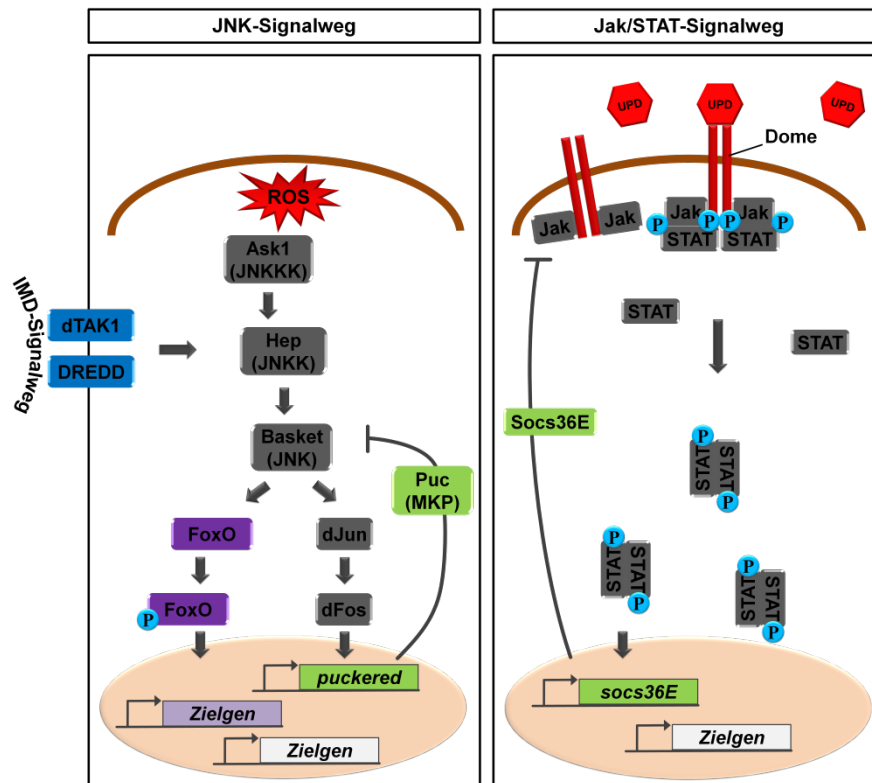 JNK-Signalweg
Jak/STAT-Signalweg
ROS
Ask1
(JNKKK)
IMD-Signalweg
dTAK1
DREDD
Hep
(JNKK)
Basket
(JNK)
Puc
(MKP)
FoxO
dJun
P
FoxO
dFos
puckered
Zielgen
Zielgen
UPD
UPD
UPD
Dome
Jak
Jak
P
Jak
P
P
Jak
P
STAT
STAT
STAT
STAT
Socs36E
P
STAT
STAT
P
P
STAT
STAT
P
P
STAT
STAT
P
socs36E
Zielgen